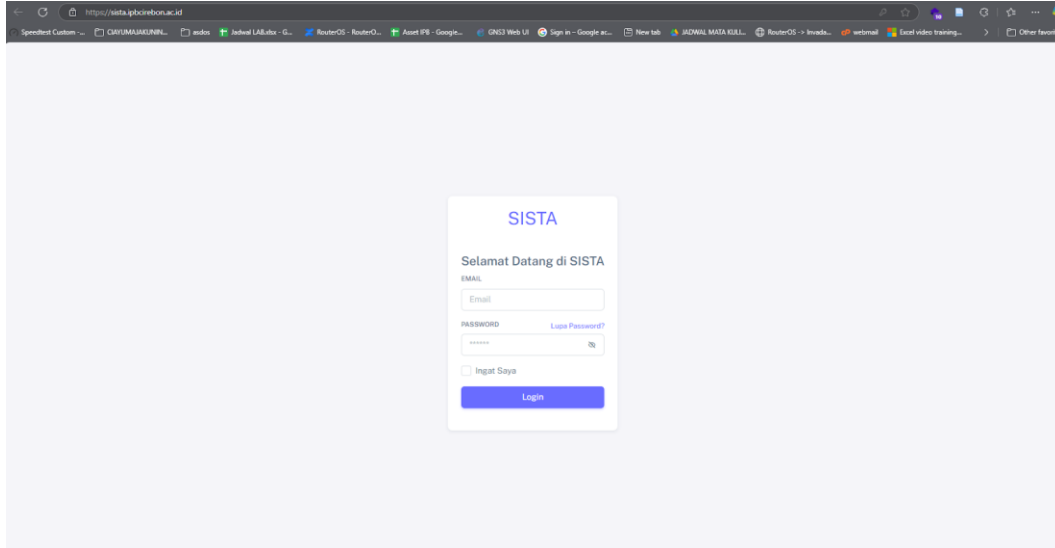 https://sista.ipbcirebon.ac.id
Speedtest Custom -... CIAYUMAJAKUNIN... asdos Jadwal LAB.xlsx - G... RouterOS - RouterO... Asset IPB - Google... GNS3 Web UI Sign in - Google ac... New tab JADWAL MATA KULI... RouterOS -> Invada... webmail Excel video training... Other favori
SISTA
Selamat Datang di SISTA
EMAIL
Email
PASSWORD Lupa Password?
******
Ingat Saya
Login